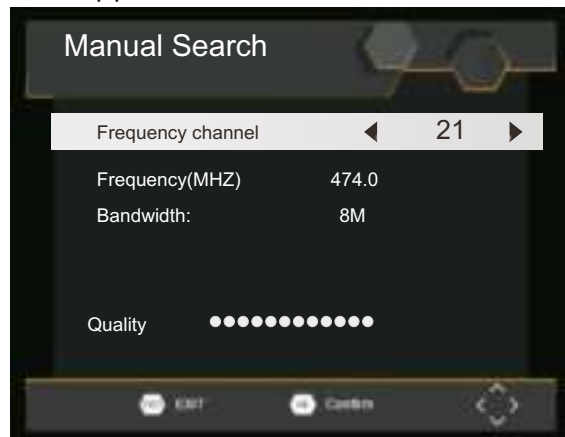 Manual Search
Frequency channel 21
Frequency(MHZ) 474.0
Bandwidth: 8M
Quality
EXIT Confirm